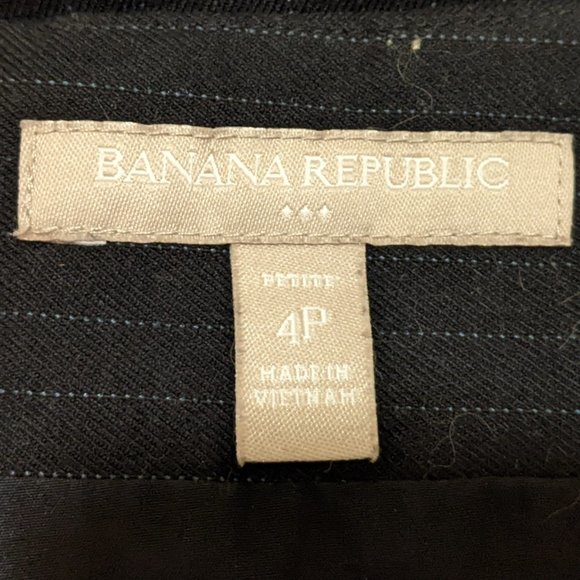 BANANA REPUBLIC
PETITE
4P
MADE IN
VIETNAM